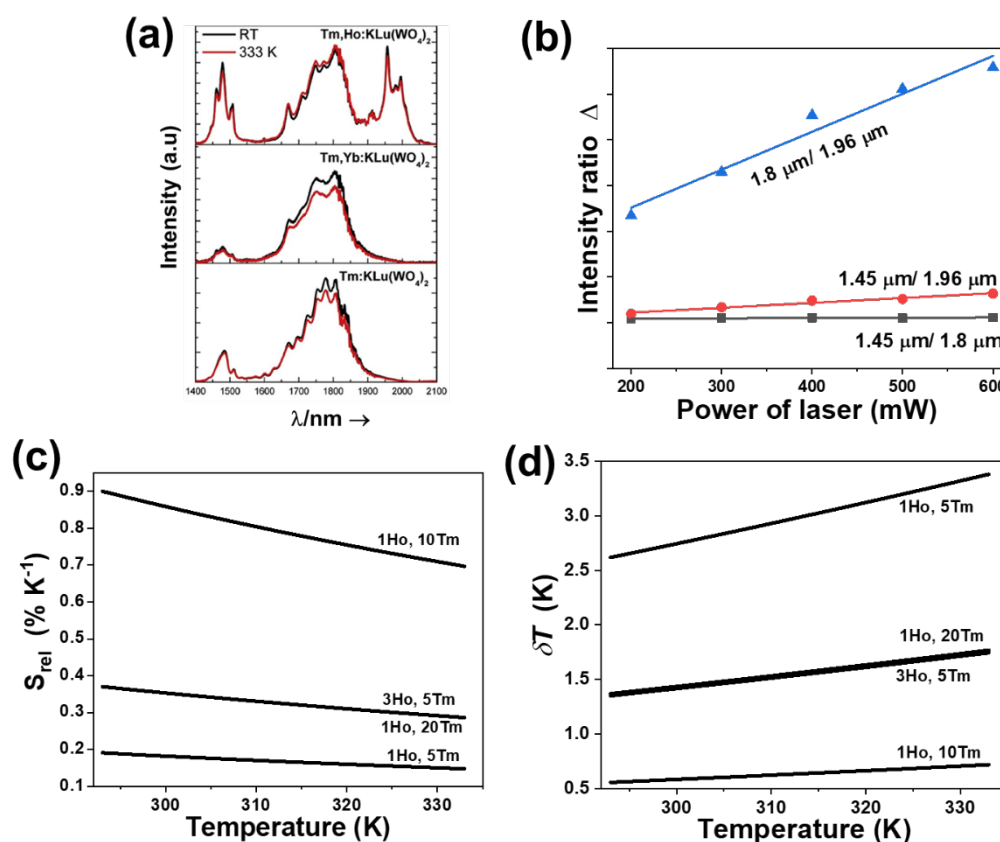 (a)
RT
333 K
Tm,Ho:KLu(WO₄)₂
Tm,Yb:KLu(WO₄)₂
Tm:KLu(WO₄)₂
Intensity (a.u)
1400 1500 1600 1700 1800 1900 2000 2100
λ/nm →
(b)
Intensity ratio Δ
1.8 μm/ 1.96 μm
1.45 μm/ 1.96 μm
1.45 μm/ 1.8 μm
200 300 400 500 600
Power of laser (mW)
(c)
S_rel (% K⁻¹)
0.9
0.8
0.7
0.6
0.5
0.4
0.3
0.2
0.1
1Ho, 10Tm
3Ho, 5Tm
1Ho, 20Tm
1Ho, 5Tm
300 310 320 330
Temperature (K)
(d)
δT (K)
3.5
3.0
2.5
2.0
1.5
1.0
0.5
1Ho, 5Tm
1Ho, 20Tm
3Ho, 5Tm
1Ho, 10Tm
300 310 320 330
Temperature (K)